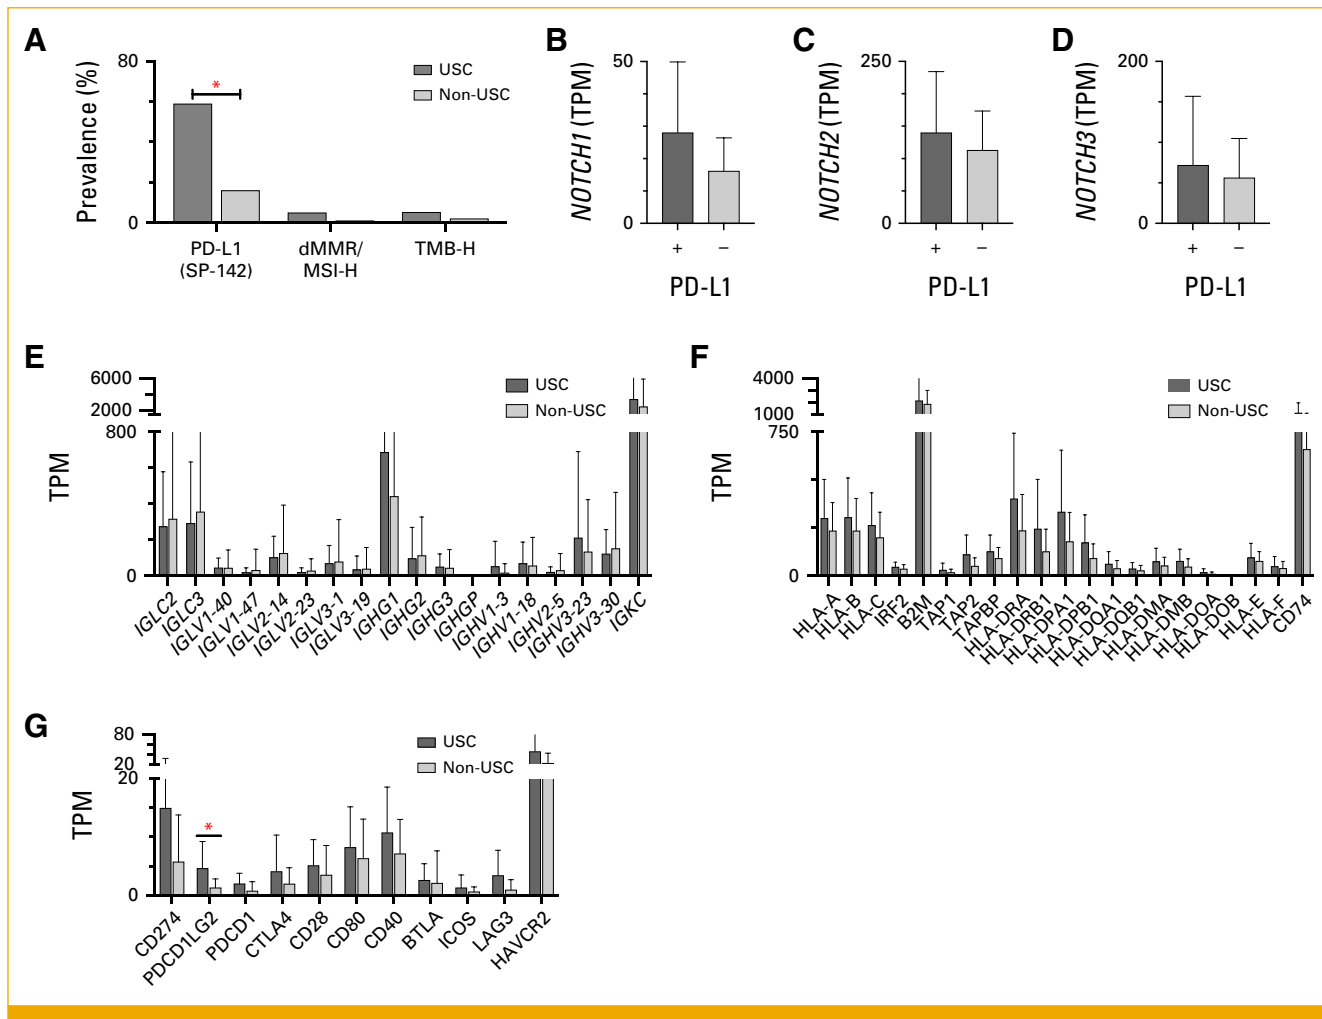 A
Prevalence (%)
80
0
*
USC
Non-USC
PD-L1
(SP-142)
dMMR/
MSI-H
TMB-H
B
NOTCH1 (TPM)
50
0
+ −
PD-L1
C
NOTCH2 (TPM)
250
0
+ −
PD-L1
D
NOTCH3 (TPM)
200
0
+ −
PD-L1
E
TPM
6000
2000
800
0
USC
Non-USC
IGLC2
IGLC3
IGLV1-40
IGLV1-47
IGLV2-14
IGLV2-23
IGLV3-1
IGLV3-19
IGHG1
IGHG2
IGHG3
IGHGP
IGHV1-3
IGHV1-18
IGHV2-5
IGHV3-23
IGHV3-30
IGKC
F
TPM
4000
1000
750
0
USC
Non-USC
HLA-A
HLA-B
HLA-C
IRF2
B2M
TAP1
TAP2
TAPBP
HLA-DRA
HLA-DRB1
HLA-DPA1
HLA-DPB1
HLA-DQA1
HLA-DQB1
HLA-DMA
HLA-DMB
HLA-DOA
HLA-DOB
HLA-E
HLA-F
CD74
G
TPM
80
20
20
0
*
USC
Non-USC
CD274
PDCD1LG2
PDCD1
CTLA4
CD28
CD80
CD40
BTLA
ICOS
LAG3
HAVCR2